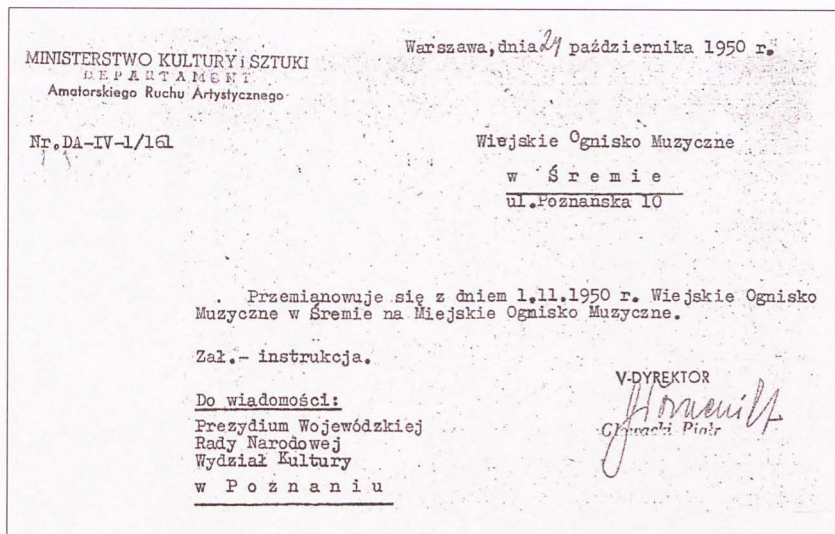 MINISTERSTWO KULTURY i SZTUKI
DEPARTAMENT
Amatorskiego Ruchu Artystycznego
Warszawa,dnia 24 października 1950 r.
Nr.DA-IV-1/161
Wiejskie Ognisko Muzyczne
w Śremie
ul.Poznańska 10
Przemianowuje się z dniem 1.11.1950 r. Wiejskie Ognisko
Muzyczne w Śremie na Miejskie Ognisko Muzyczne.
Zał.- instrukcja.
V-DYREKTOR
Głowacki Piotr
Do wiadomości:
Prezydium Wojewódzkiej
Rady Narodowej
Wydział Kultury
w Poznaniu